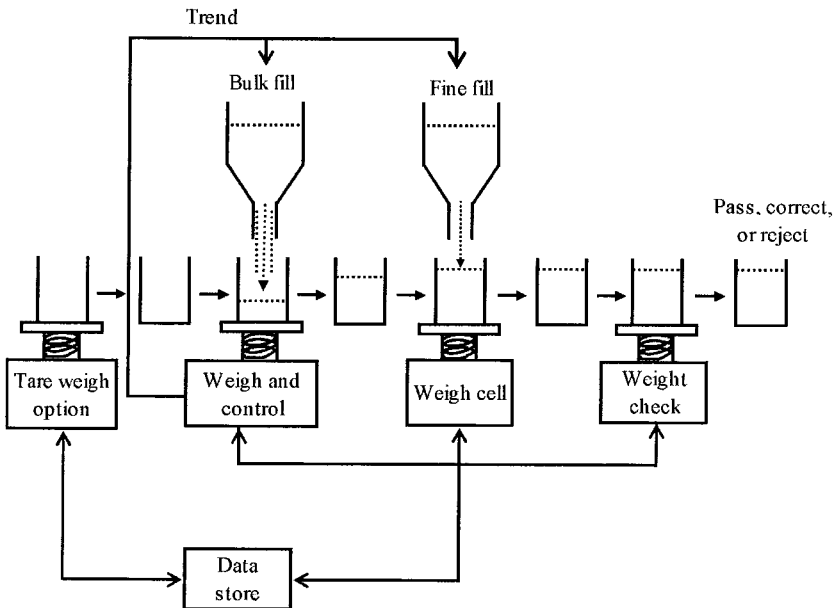 Trend
Bulk fill
Fine fill
Pass, correct,
or reject
Tare weigh
option
Weigh and
control
Weigh cell
Weight
check
Data
store